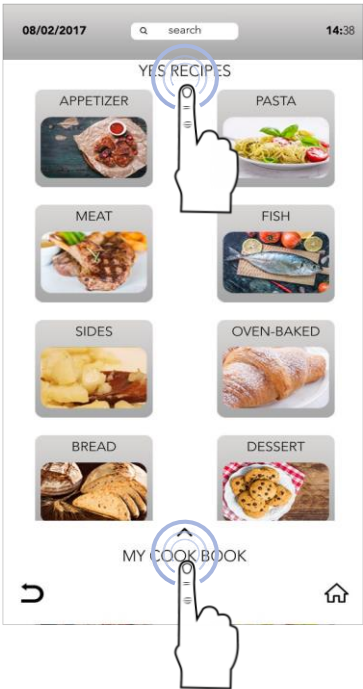 08/02/2017 search 14:38
YES RECIPES
APPETIZER PASTA
MEAT FISH
SIDES OVEN-BAKED
BREAD DESSERT
MY COOK BOOK